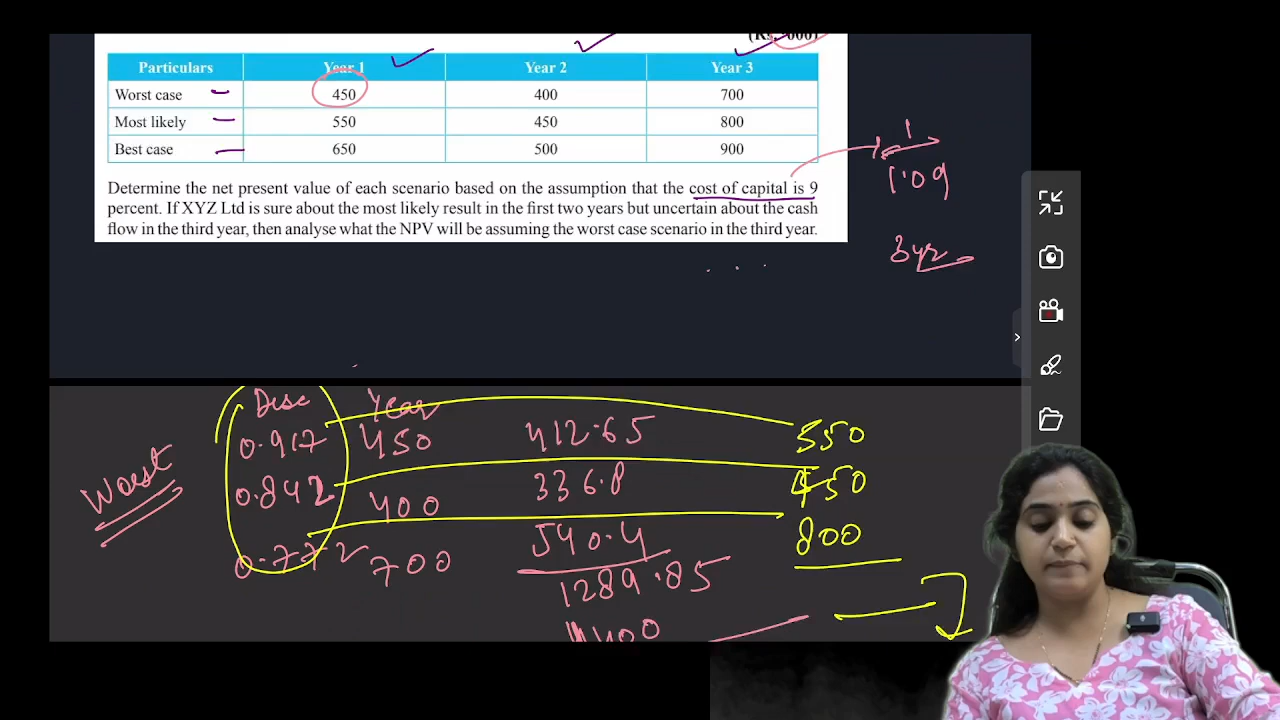 (Rs. '000)
Particulars Year 1 Year 2 Year 3
Worst case 450 400 700
Most likely 550 450 800
Best case 650 500 900
Determine the net present value of each scenario based on the assumption that the cost of capital is 9
percent. If XYZ Ltd is sure about the most likely result in the first two years but uncertain about the cash
flow in the third year, then analyse what the NPV will be assuming the worst case scenario in the third year.
1
1.09
3yr
Disc Year
Worst
0.917 450 412.65 550
0.842 400 336.8 450
0.772 700 540.4 800
1289.85